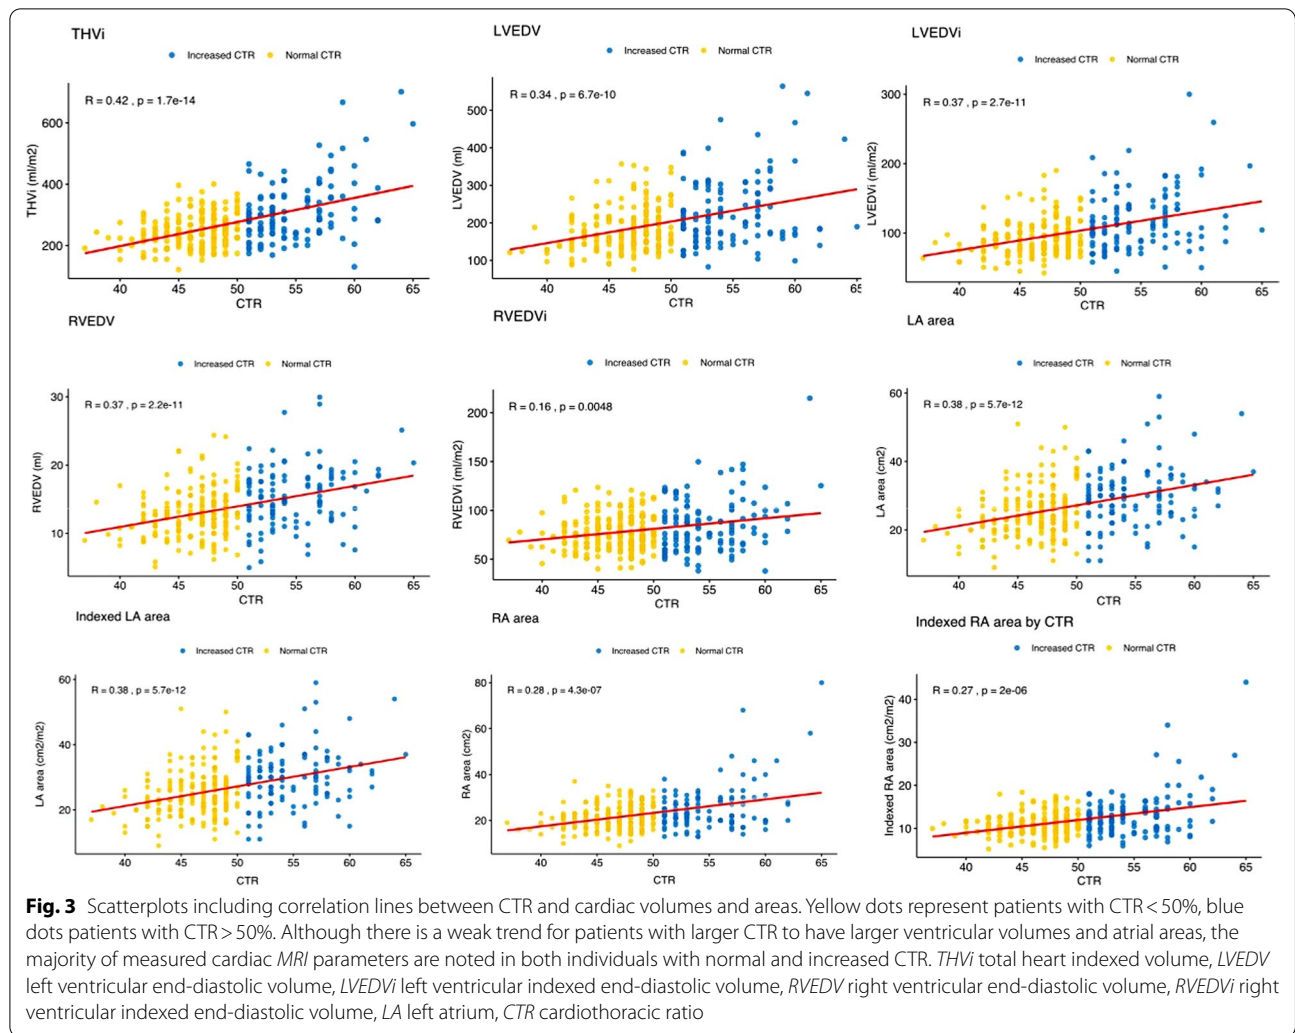 THVi
Increased CTR Normal CTR
R = 0.42 , p = 1.7e-14
THVi (ml/m2)
600
400
200
40 45 50 55 60 65
CTR
LVEDV
Increased CTR Normal CTR
R = 0.34 , p = 6.7e-10
LVEDV (ml)
500
400
300
200
100
40 45 50 55 60 65
CTR
LVEDVi
Increased CTR Normal CTR
R = 0.37 , p = 2.7e-11
LVEDVi (ml/m2)
300
200
100
40 45 50 55 60 65
CTR
RVEDV
Increased CTR Normal CTR
R = 0.37 , p = 2.2e-11
RVEDV (ml)
30
20
10
40 45 50 55 60 65
CTR
RVEDVi
Increased CTR Normal CTR
R = 0.16 , p = 0.0048
RVEDVI (ml/m2)
200
150
100
50
40 45 50 55 60 65
CTR
LA area
Increased CTR Normal CTR
R = 0.38 , p = 5.7e-12
LA area (cm2)
60
40
20
40 45 50 55 60 65
CTR
Indexed LA area
Increased CTR Normal CTR
R = 0.38 , p = 5.7e-12
LA area (cm2/m2)
60
40
20
40 45 50 55 60 65
CTR
RA area
Increased CTR Normal CTR
R = 0.28 , p = 4.3e-07
RA area (cm2)
80
60
40
20
40 45 50 55 60 65
CTR
Indexed RA area by CTR
Increased CTR Normal CTR
R = 0.27 , p = 2e-06
Indexed RA area (cm2/m2)
40
30
20
10
40 45 50 55 60 65
CTR
Fig. 3 Scatterplots including correlation lines between CTR and cardiac volumes and areas. Yellow dots represent patients with CTR < 50%, blue
dots patients with CTR > 50%. Although there is a weak trend for patients with larger CTR to have larger ventricular volumes and atrial areas, the
majority of measured cardiac MRI parameters are noted in both individuals with normal and increased CTR. THVi total heart indexed volume, LVEDV
left ventricular end-diastolic volume, LVEDVi left ventricular indexed end-diastolic volume, RVEDV right ventricular end-diastolic volume, RVEDVi right
ventricular indexed end-diastolic volume, LA left atrium, CTR cardiothoracic ratio